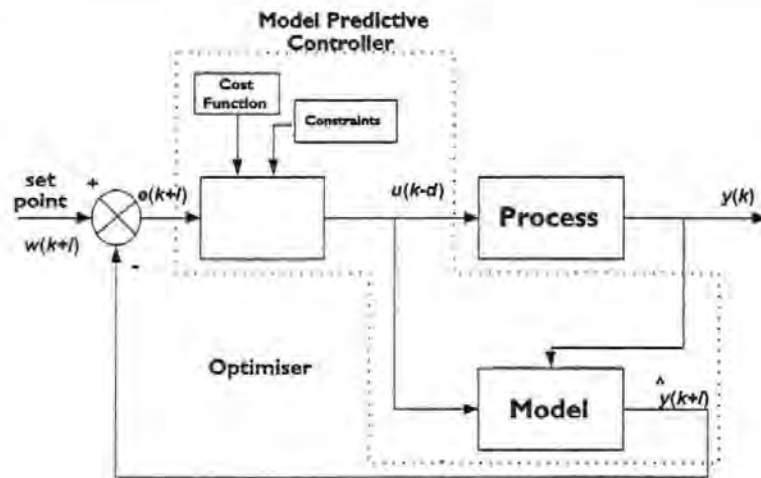 Model Predictive
Controller
Cost
Function
Constraints
set
point
+
e(k+l)
u(k-d)
Process
y(k)
w(k+l)
-
Optimiser
Model
^
y(k+l)